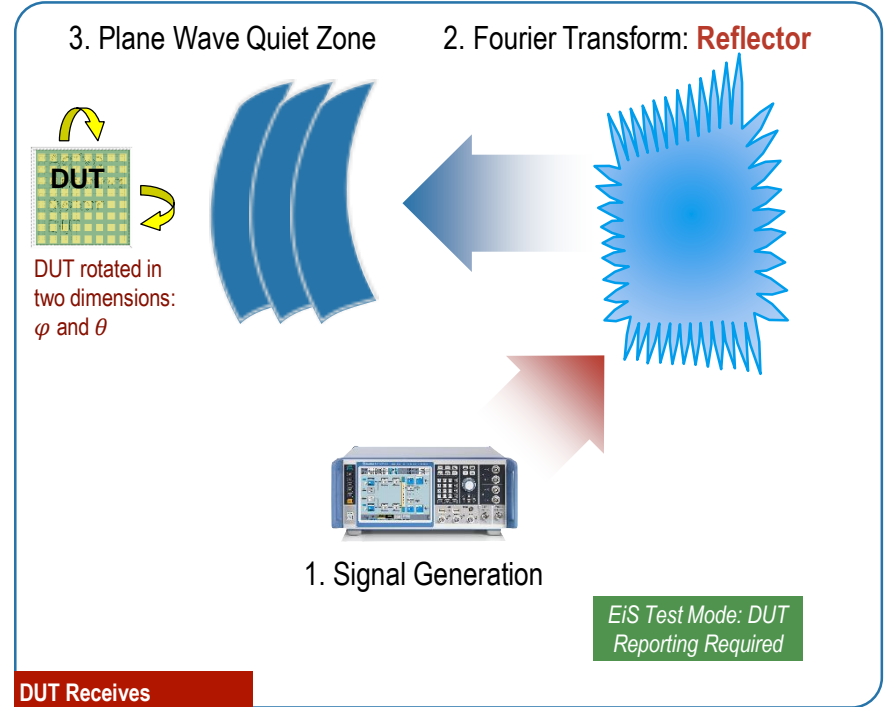 3. Plane Wave Quiet Zone
2. Fourier Transform: Reflector
DUT
DUT rotated in
two dimensions:
φ and θ
1. Signal Generation
EiS Test Mode: DUT
Reporting Required
DUT Receives